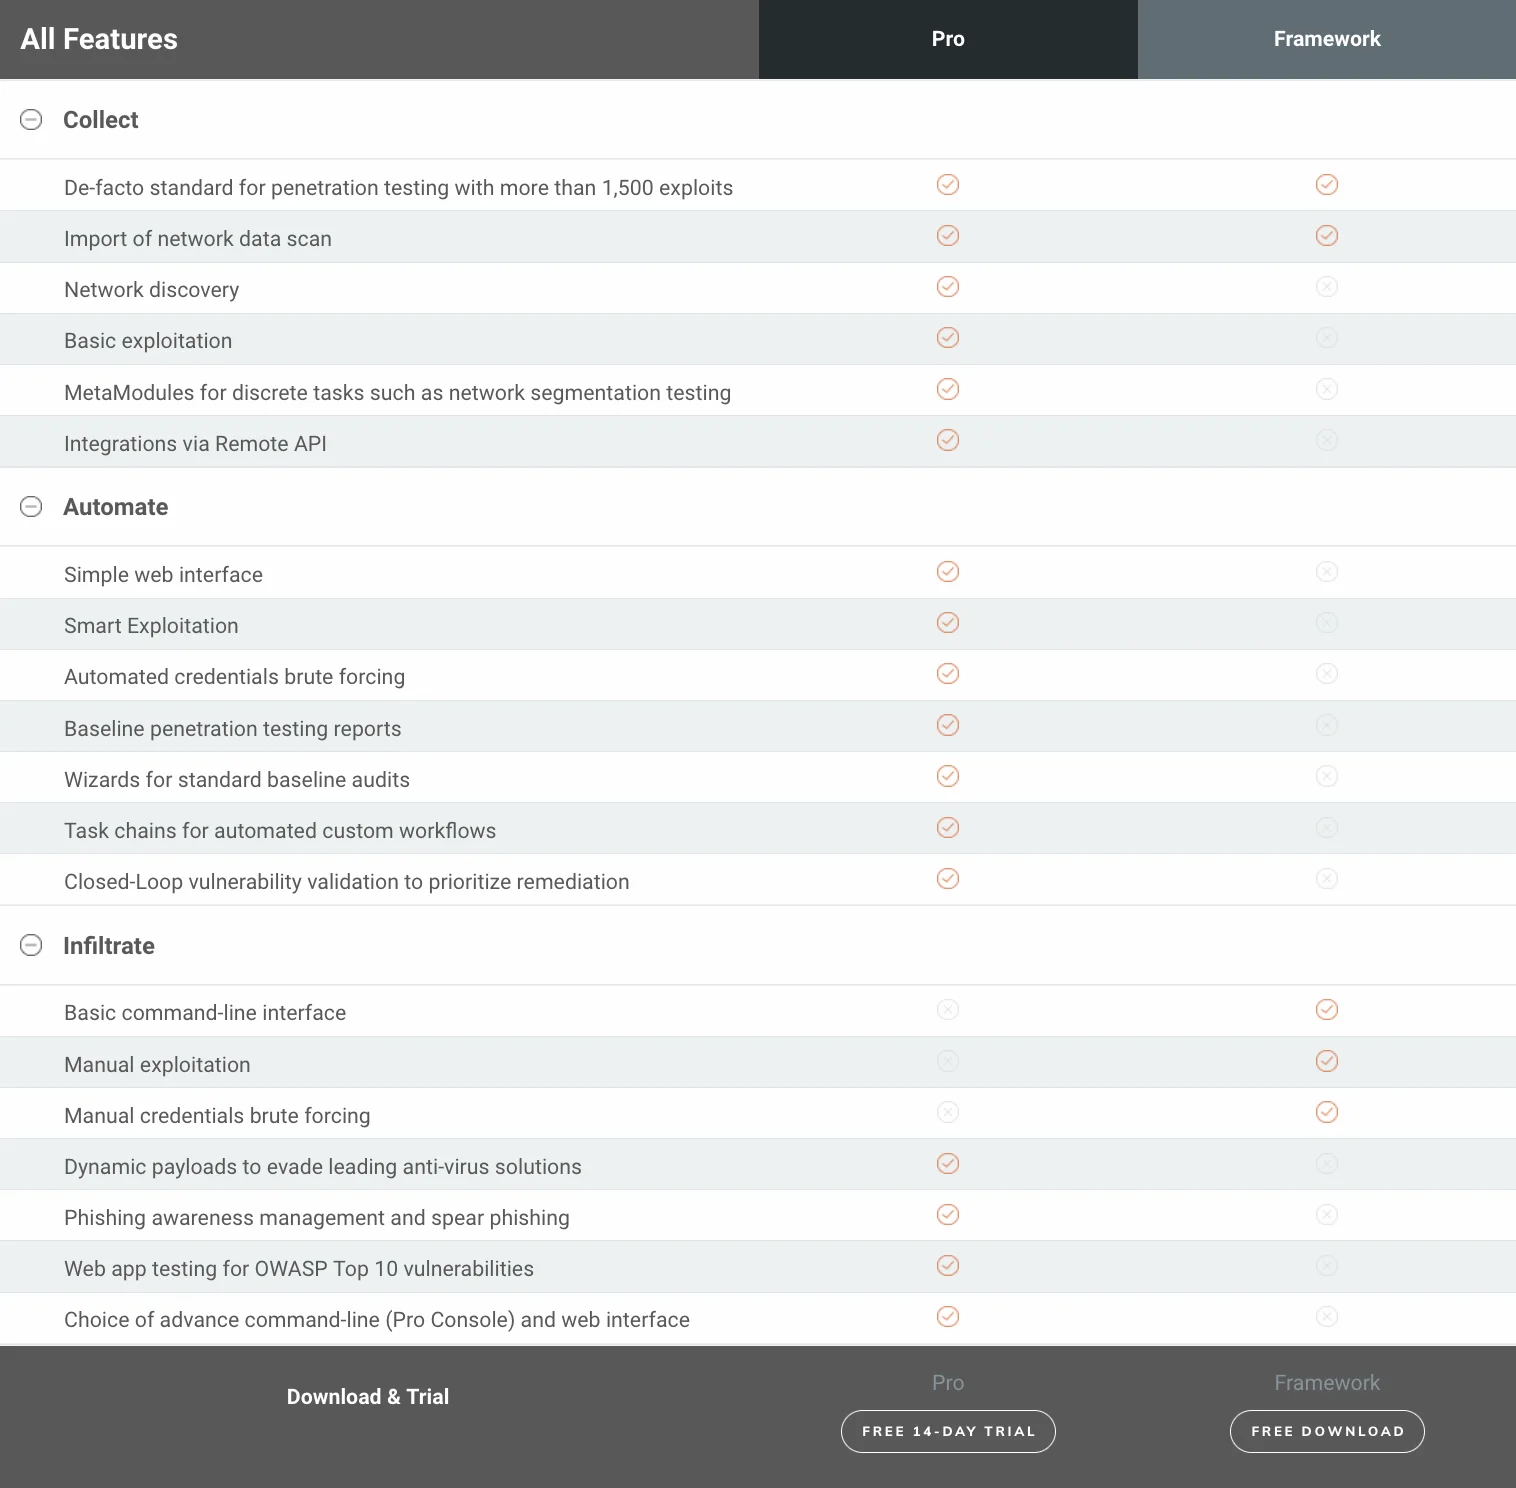 All Features
Pro
Framework
Collect
De-facto standard for penetration testing with more than 1,500 exploits
Import of network data scan
Network discovery
Basic exploitation
MetaModules for discrete tasks such as network segmentation testing
Integrations via Remote API
Automate
Simple web interface
Smart Exploitation
Automated credentials brute forcing
Baseline penetration testing reports
Wizards for standard baseline audits
Task chains for automated custom workflows
Closed-Loop vulnerability validation to prioritize remediation
Infiltrate
Basic command-line interface
Manual exploitation
Manual credentials brute forcing
Dynamic payloads to evade leading anti-virus solutions
Phishing awareness management and spear phishing
Web app testing for OWASP Top 10 vulnerabilities
Choice of advance command-line (Pro Console) and web interface
Download & Trial
Pro
Framework
FREE 14-DAY TRIAL
FREE DOWNLOAD